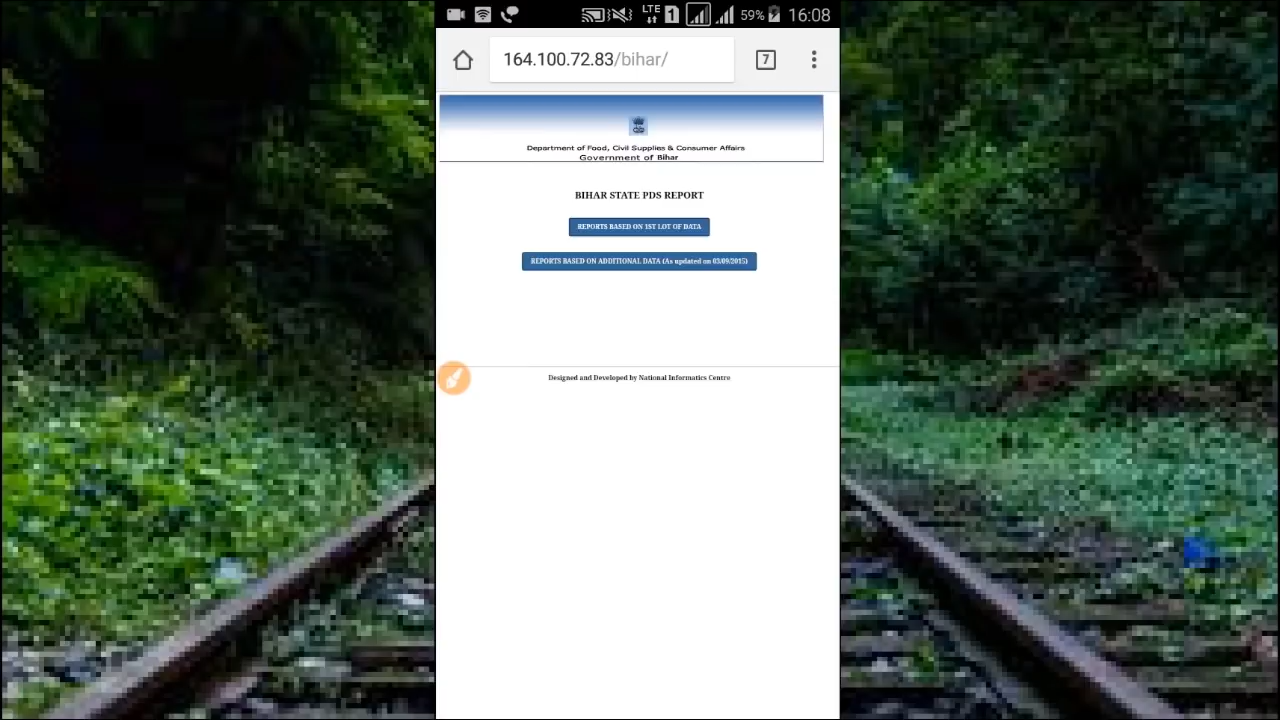 LTE 1 59% 16:08
164.100.72.83/bihar/ 7
Department of Food, Civil Supplies & Consumer Affairs
Government of Bihar
BIHAR STATE PDS REPORT
REPORTS BASED ON 1ST LOT OF DATA
REPORTS BASED ON ADDITIONAL DATA (As updated on 03/09/2015)
Designed and Developed by National Informatics Centre